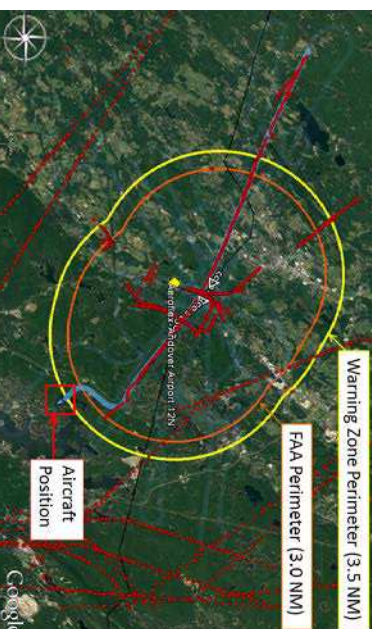 Warning Zone Perimeter (3.5 NM)
FAA Perimeter (3.0 NM)
Aeroflex-Andover Airport 12N
Aircraft
Position
Google